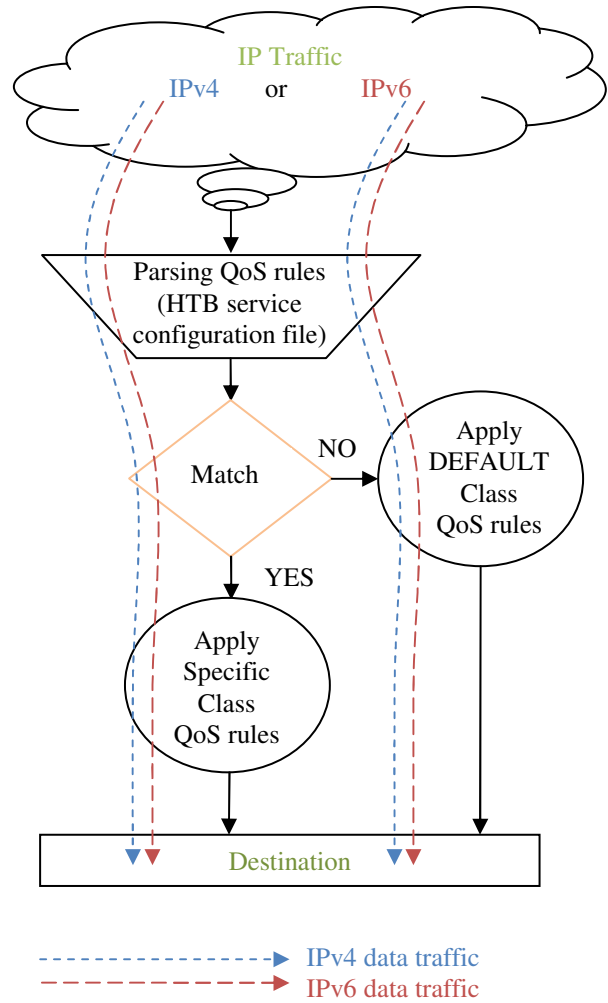 IP Traffic
IPv4 or IPv6
Parsing QoS rules
(HTB service
configuration file)
Match
NO
Apply
DEFAULT
Class
QoS rules
YES
Apply
Specific
Class
QoS rules
Destination
IPv4 data traffic
IPv6 data traffic